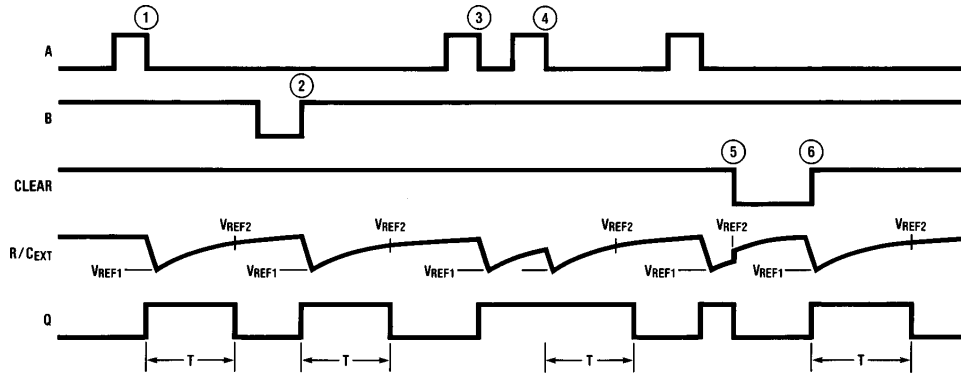 1 3 4
A
2
B
5 6
CLEAR
VREF2 VREF2 VREF2 VREF2 VREF2
R/CEXT
VREF1 VREF1 VREF1 VREF1 VREF1
Q
T T T T